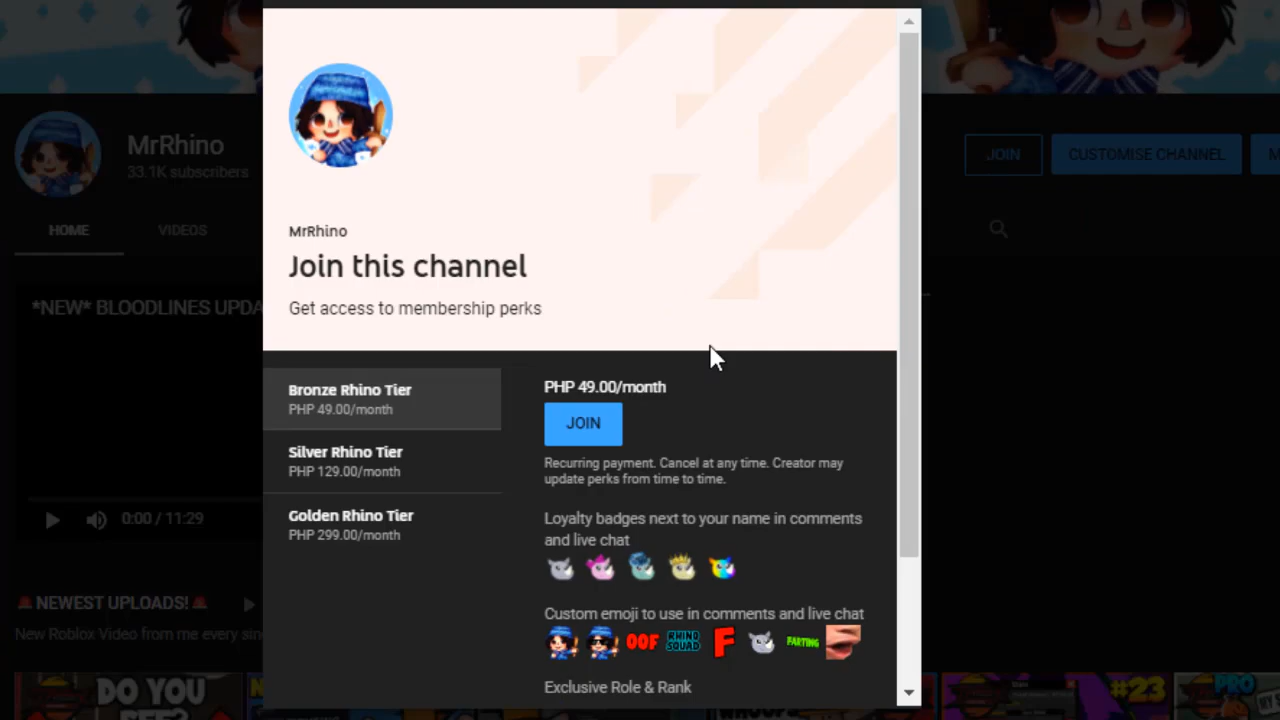 MrRhino
33.1K subscribers
JOIN
CUSTOMISE CHANNEL
HOME
VIDEOS
*NEW* BLOODLINES UPDA
0:00 / 11:29
NEWEST UPLOADS!
New Roblox Video from me every sin
DO YOU
#23
PRO
MrRhino
Join this channel
Get access to membership perks
Bronze Rhino Tier
PHP 49.00/month
Silver Rhino Tier
PHP 129.00/month
Golden Rhino Tier
PHP 299.00/month
PHP 49.00/month
JOIN
Recurring payment. Cancel at any time. Creator may
update perks from time to time.
Loyalty badges next to your name in comments
and live chat
Custom emoji to use in comments and live chat
OOF
RHINO
SQUAD
F
FARTING
Exclusive Role & Rank